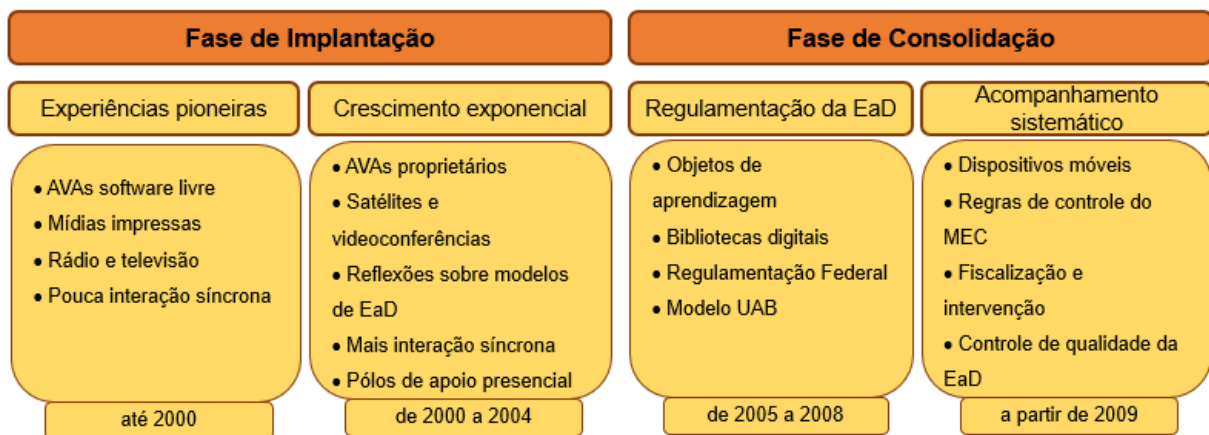 Fase de Implantação
Fase de Consolidação
Experiências pioneiras
• AVAs software livre
• Mídias impressas
• Rádio e televisão
• Pouca interação síncrona
até 2000
Crescimento exponencial
• AVAs proprietários
• Satélites e
videoconferências
• Reflexões sobre modelos
de EaD
• Mais interação síncrona
• Pólos de apoio presencial
de 2000 a 2004
Regulamentação da EaD
• Objetos de
aprendizagem
• Bibliotecas digitais
• Regulamentação Federal
• Modelo UAB
de 2005 a 2008
Acompanhamento
sistemático
• Dispositivos móveis
• Regras de controle do
MEC
• Fiscalização e
intervenção
• Controle de qualidade da
EaD
a partir de 2009